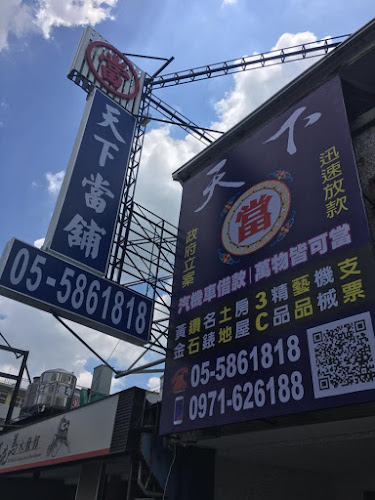 當
天下當舖
05-5861818
天下
當
迅速放款
政府立案
汽機車借款|萬物皆可當
黃金 鑽石 名錶 土地 房屋 3C 精品 藝品 機械 支票
05-5861818
0971-626188